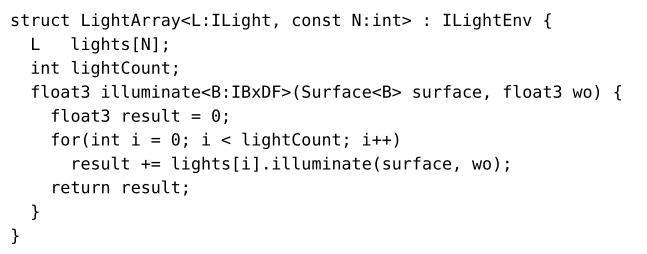 struct LightArray<L:ILight, const N:int> : ILightEnv {
  L   lights[N];
  int lightCount;
  float3 illuminate<B:IBxDF>(Surface<B> surface, float3 wo) {
    float3 result = 0;
    for(int i = 0; i < lightCount; i++)
      result += lights[i].illuminate(surface, wo);
    return result;
  }
}